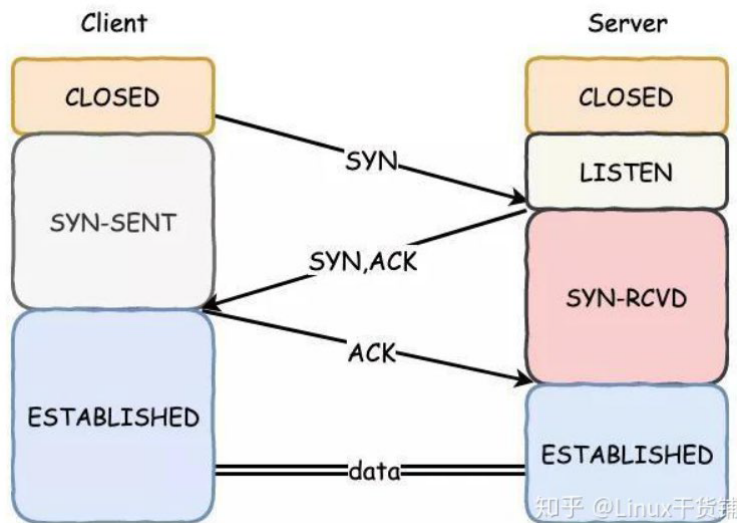 Client
Server
CLOSED
CLOSED
SYN
LISTEN
SYN-SENT
SYN,ACK
SYN-RCVD
ACK
ESTABLISHED
ESTABLISHED
data
知乎 @Linux干货铺